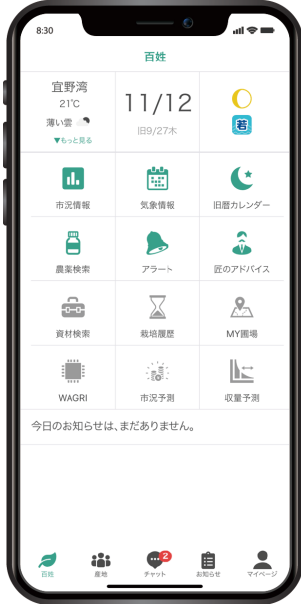 8:30
百姓
宜野湾
21℃
薄い雲
▼もっと見る
11/12
旧9/27木
若
市況情報
気象情報
旧暦カレンダー
農薬検索
アラート
匠のアドバイス
資材検索
栽培履歴
MY圃場
WAGRI
市況予測
収量予測
今日のお知らせは、まだありません。
2
百姓
産地
チャット
お知らせ
マイページ